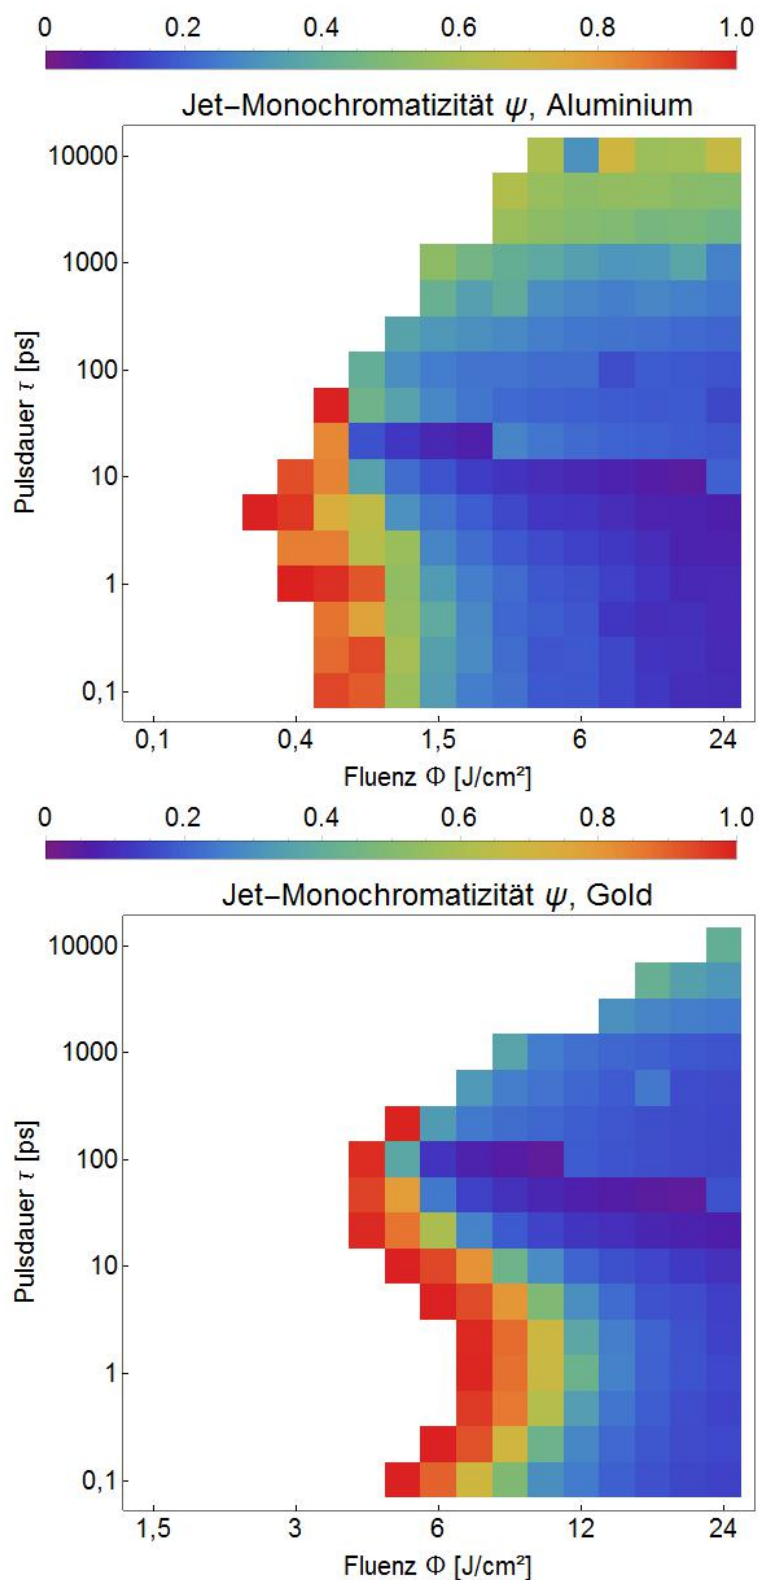 0 0.2 0.4 0.6 0.8 1.0
Jet–Monochromatizität ψ, Aluminium
10000
1000
100
10
1
0,1
Pulsdauer τ [ps]
0,1 0,4 1,5 6 24
Fluenz Φ [J/cm²]
0 0.2 0.4 0.6 0.8 1.0
Jet–Monochromatizität ψ, Gold
10000
1000
100
10
1
0,1
Pulsdauer τ [ps]
1,5 3 6 12 24
Fluenz Φ [J/cm²]